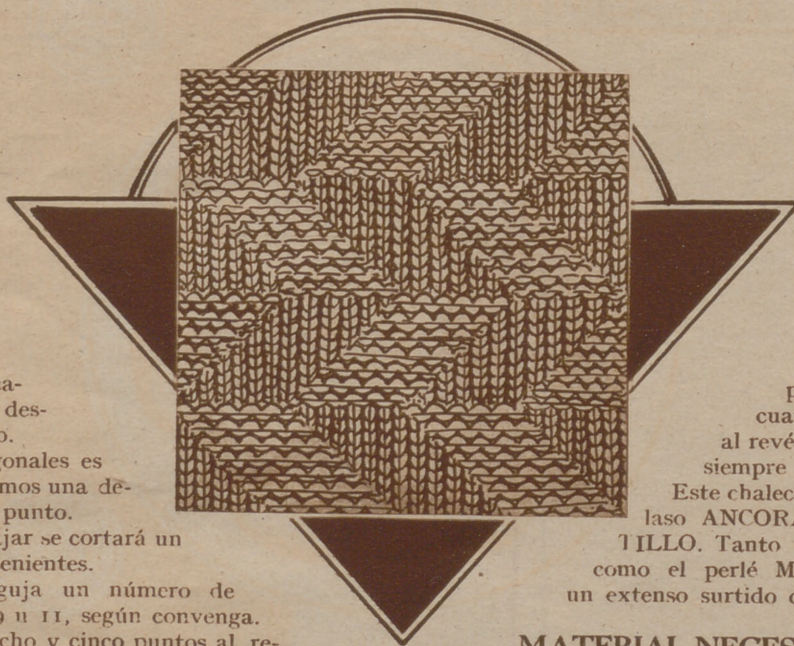 a-
des-
o.
gonales es
mos una de-
punto.
jar se cortará un
enientes.
guja un número de
9 u 11, según convenga.
cho y cinco puntos al re-
p
cua
al revé
siempre
Este chalec
laso ANCORA
TILLO. Tanto
como el perlé M
un extenso surtido d
MATERIAL NECES